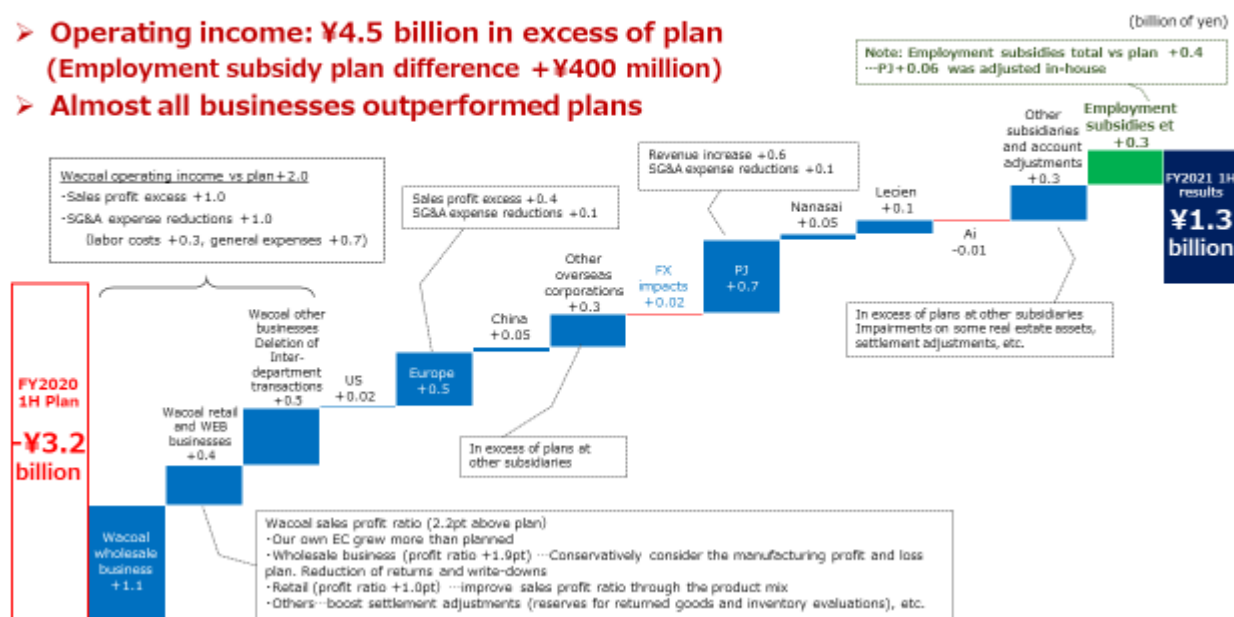 ➢ Operating income: ¥4.5 billion in excess of plan
(Employment subsidy plan difference +¥400 million)
➢ Almost all businesses outperformed plans
(billion of yen)
Note: Employment subsidies total vs plan +0.4
…PJ+0.06 was adjusted in-house
Wacoal operating income vs plan+2.0
・Sales profit excess +1.0
・SG&A expense reductions +1.0
(labor costs +0.3, general expenses +0.7)
Sales profit excess +0.4
SG&A expense reductions +0.1
Revenue increase +0.6
SG&A expense reductions +0.1
FY2020
1H Plan
-¥3.2
billion
Wacoal
wholesale
business
+1.1
Wacoal retail
and WEB
businesses
+0.4
Wacoal other
businesses
Deletion of
Inter-
department
transactions
+0.5
US
+0.02
Europe
+0.5
China
+0.05
Other
overseas
corporations
+0.3
FX
impacts
+0.02
PJ
+0.7
Nanasai
+0.05
Lecien
+0.1
Ai
-0.01
Other
subsidiaries
and account
adjustments
+0.3
Employment
subsidies et
+0.3
FY2021 1H
results
¥1.3
billion
In excess of plans at
other subsidiaries
In excess of plans at other subsidiaries
Impairments on some real estate assets,
settlement adjustments, etc.
Wacoal sales profit ratio (2.2pt above plan)
・Our own EC grew more than planned
・Wholesale business (profit ratio +1.9pt) …Conservatively consider the manufacturing profit and loss
plan. Reduction of returns and write-downs
・Retail (profit ratio +1.0pt) …improve sales profit ratio through the product mix
・Others…boost settlement adjustments (reserves for returned goods and inventory evaluations), etc.